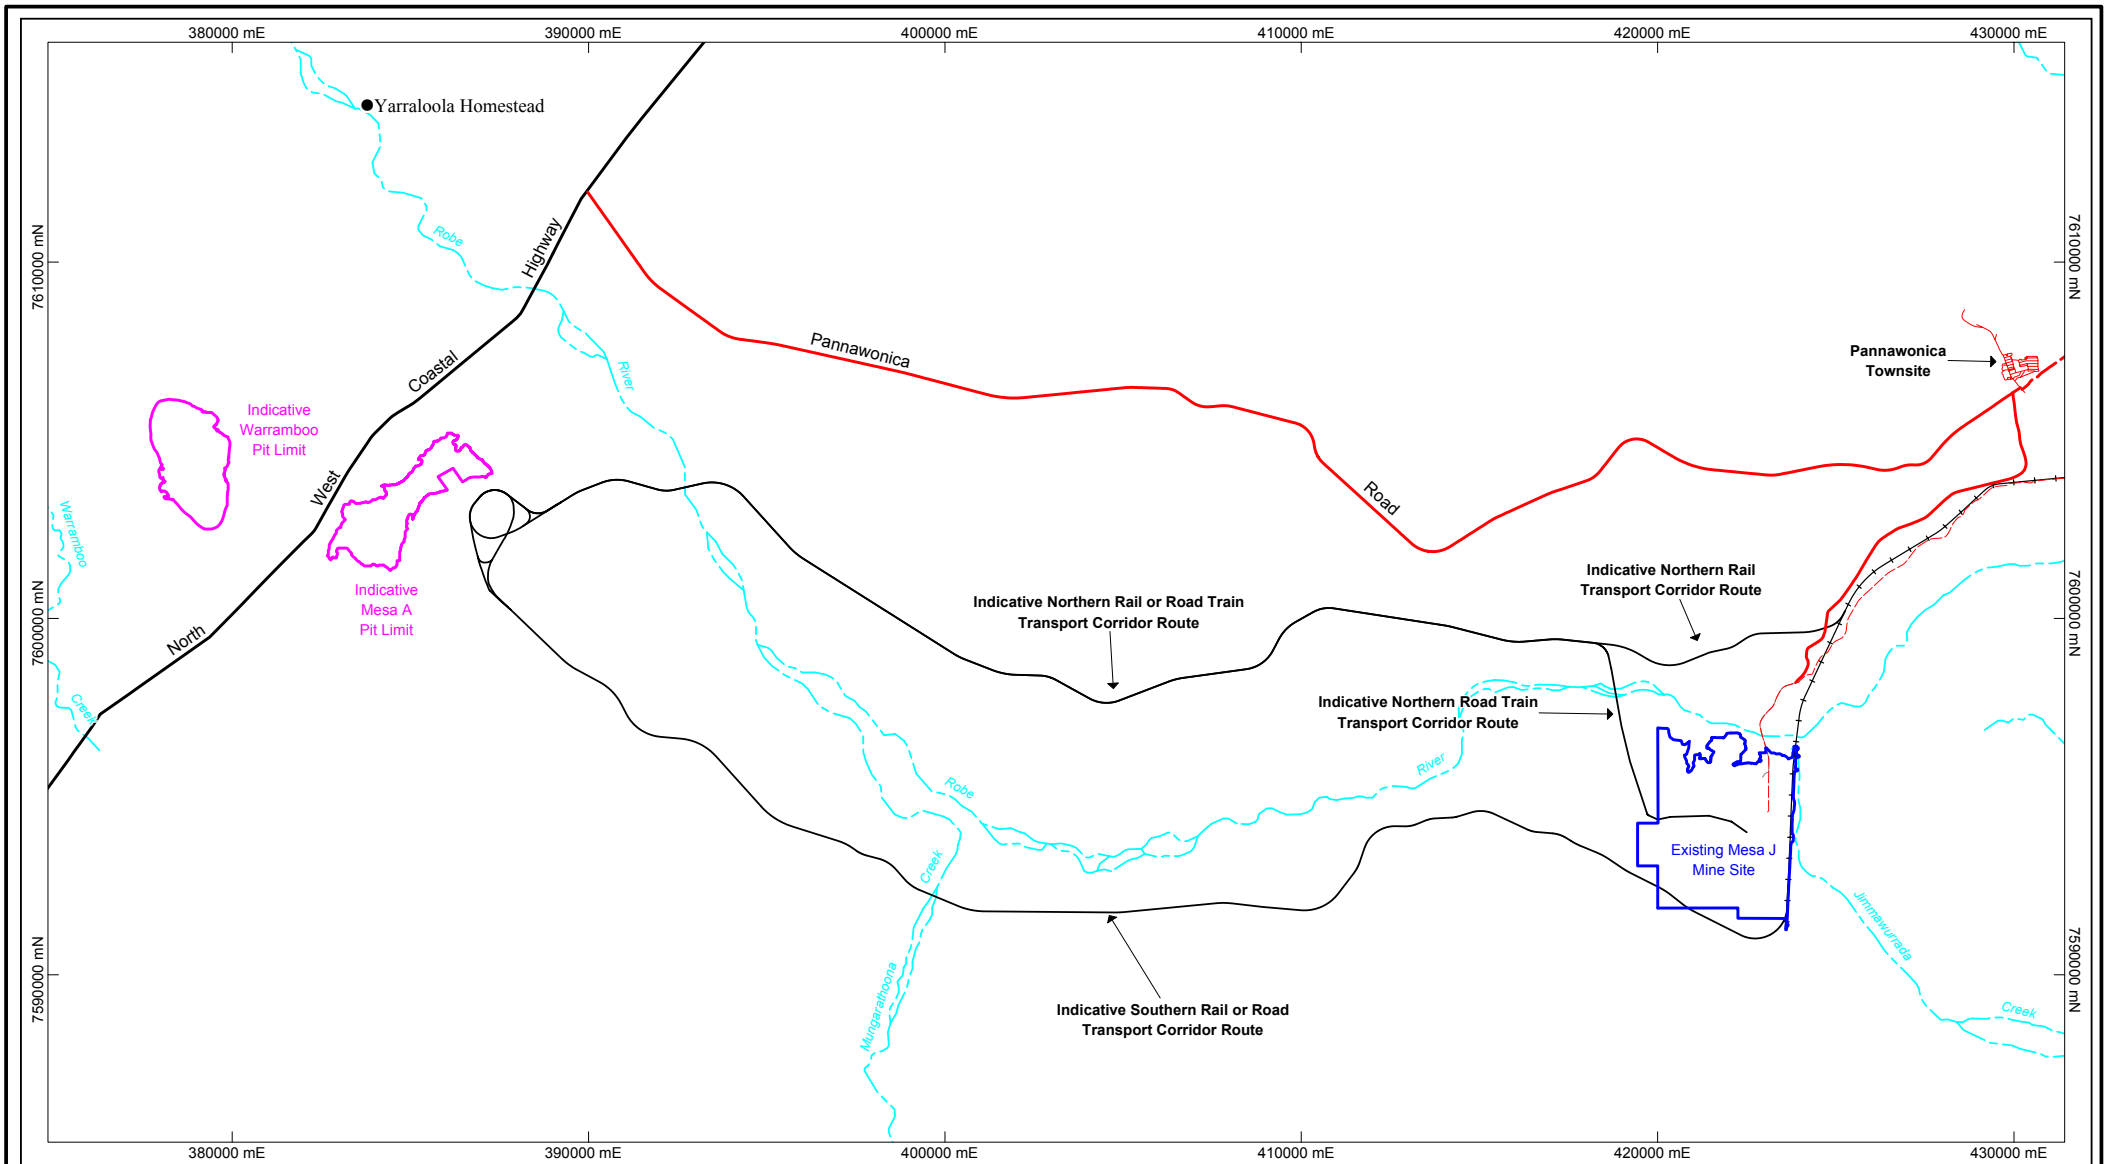 380000 mE
390000 mE
400000 mE
410000 mE
420000 mE
430000 mE
Yarraloola Homestead
Robe
Highway
7610000 mN
7610000 mN
Pannawonica
Pannawonica
Townsite
Coastal
River
Indicative
Warramboo
Pit Limit
West
Road
Warramboo
Indicative
Mesa A
Pit Limit
Indicative Northern Rail or Road Train
Transport Corridor Route
Indicative Northern Rail
Transport Corridor Route
7600000 mN
7600000 mN
North
Creek
Indicative Northern Road Train
Transport Corridor Route
River
Robe
Existing Mesa J
Mine Site
Creek
Jimmawurrada
7590000 mN
7590000 mN
Mungarathoona
Indicative Southern Rail or Road
Transport Corridor Route
Creek
380000 mE
390000 mE
400000 mE
410000 mE
420000 mE
430000 mE